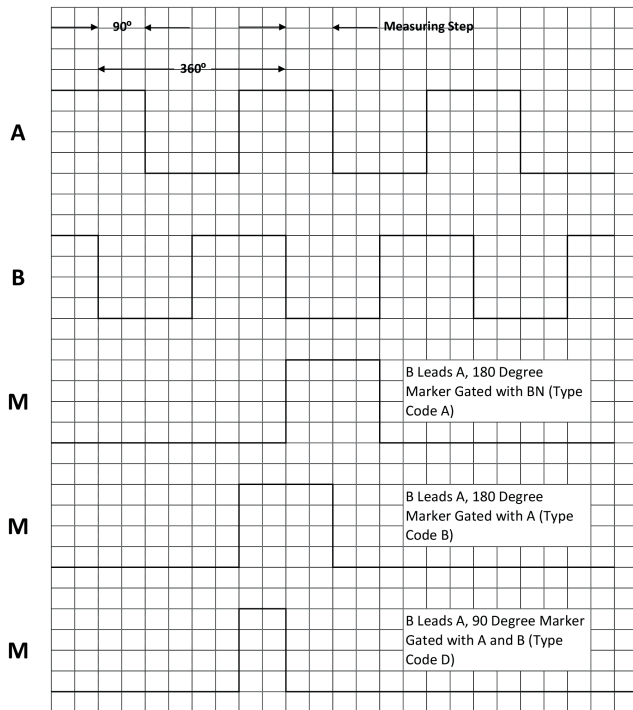 90º
Measuring Step
360º
A
B
M
B Leads A, 180 Degree
Marker Gated with BN (Type
Code A)
M
B Leads A, 180 Degree
Marker Gated with A (Type
Code B)
M
B Leads A, 90 Degree Marker
Gated with A and B (Type
Code D)